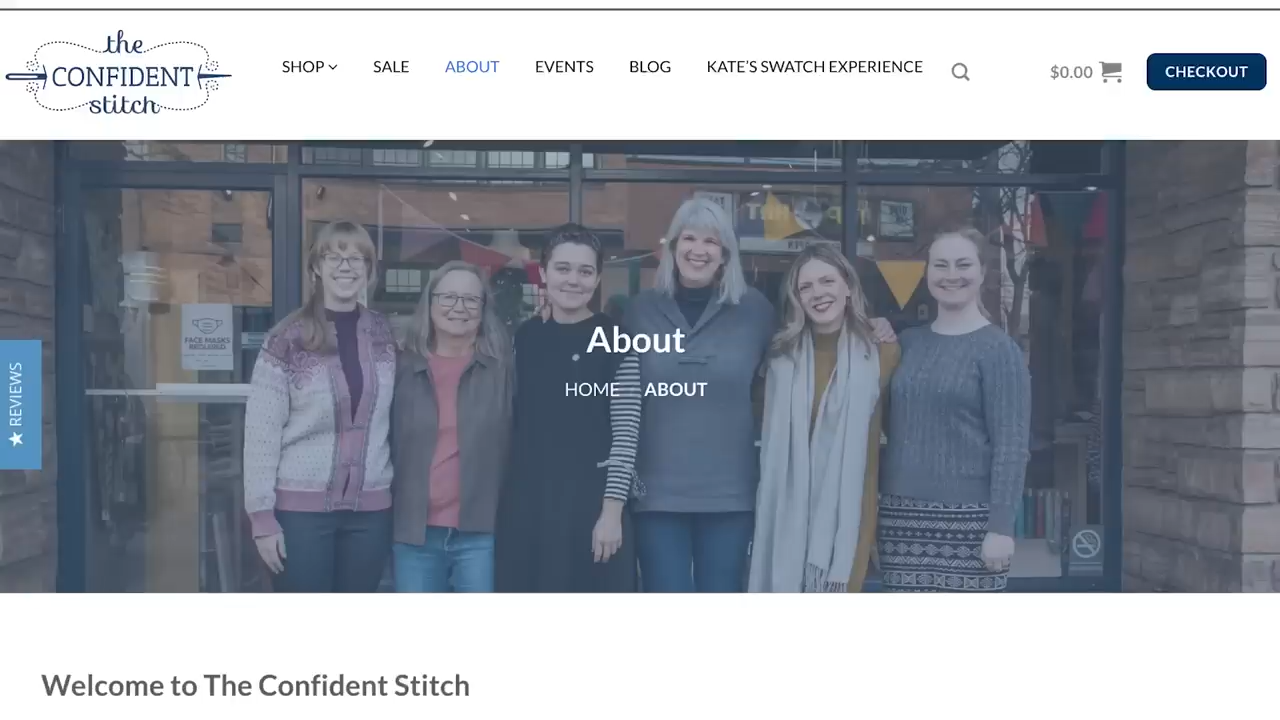 the
CONFIDENT
stitch
SHOP
SALE
ABOUT
EVENTS
BLOG
KATE'S SWATCH EXPERIENCE
$0.00
CHECKOUT
FACE MASKS
REQUIRED
About
HOME / ABOUT
★ REVIEWS
Welcome to The Confident Stitch